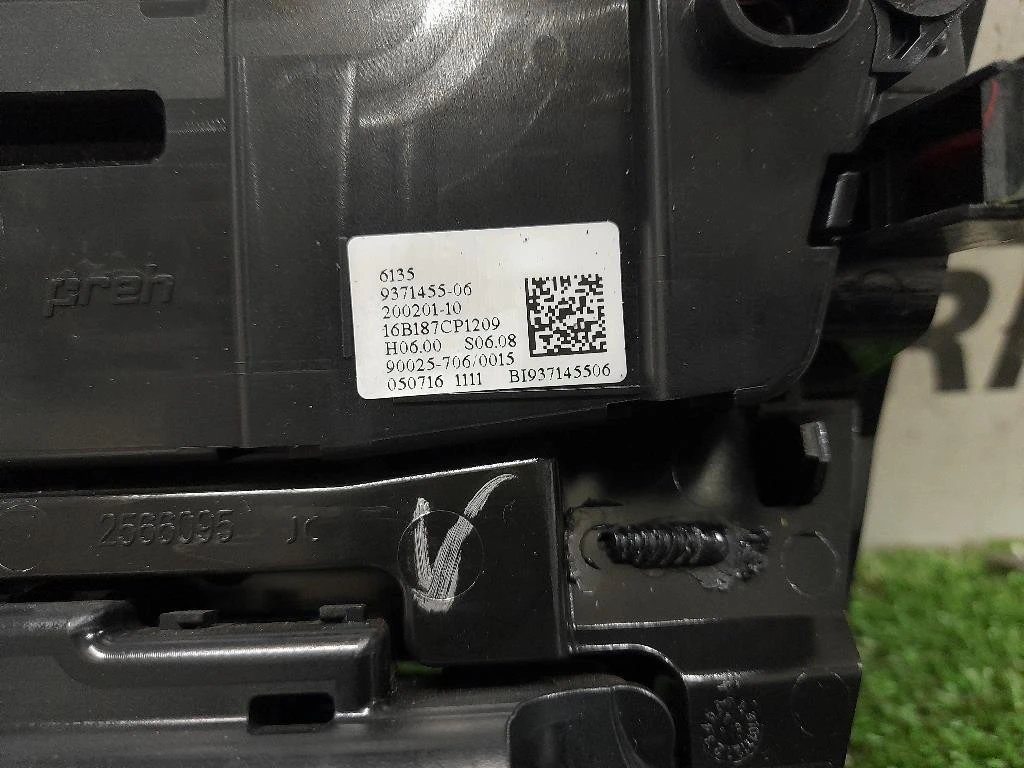 preh
6135
9371455-06
200201-10
16B187CP1209
H06.00 S06.08
90025-706/0015
050716 1111 BI937145506
2566095 JC